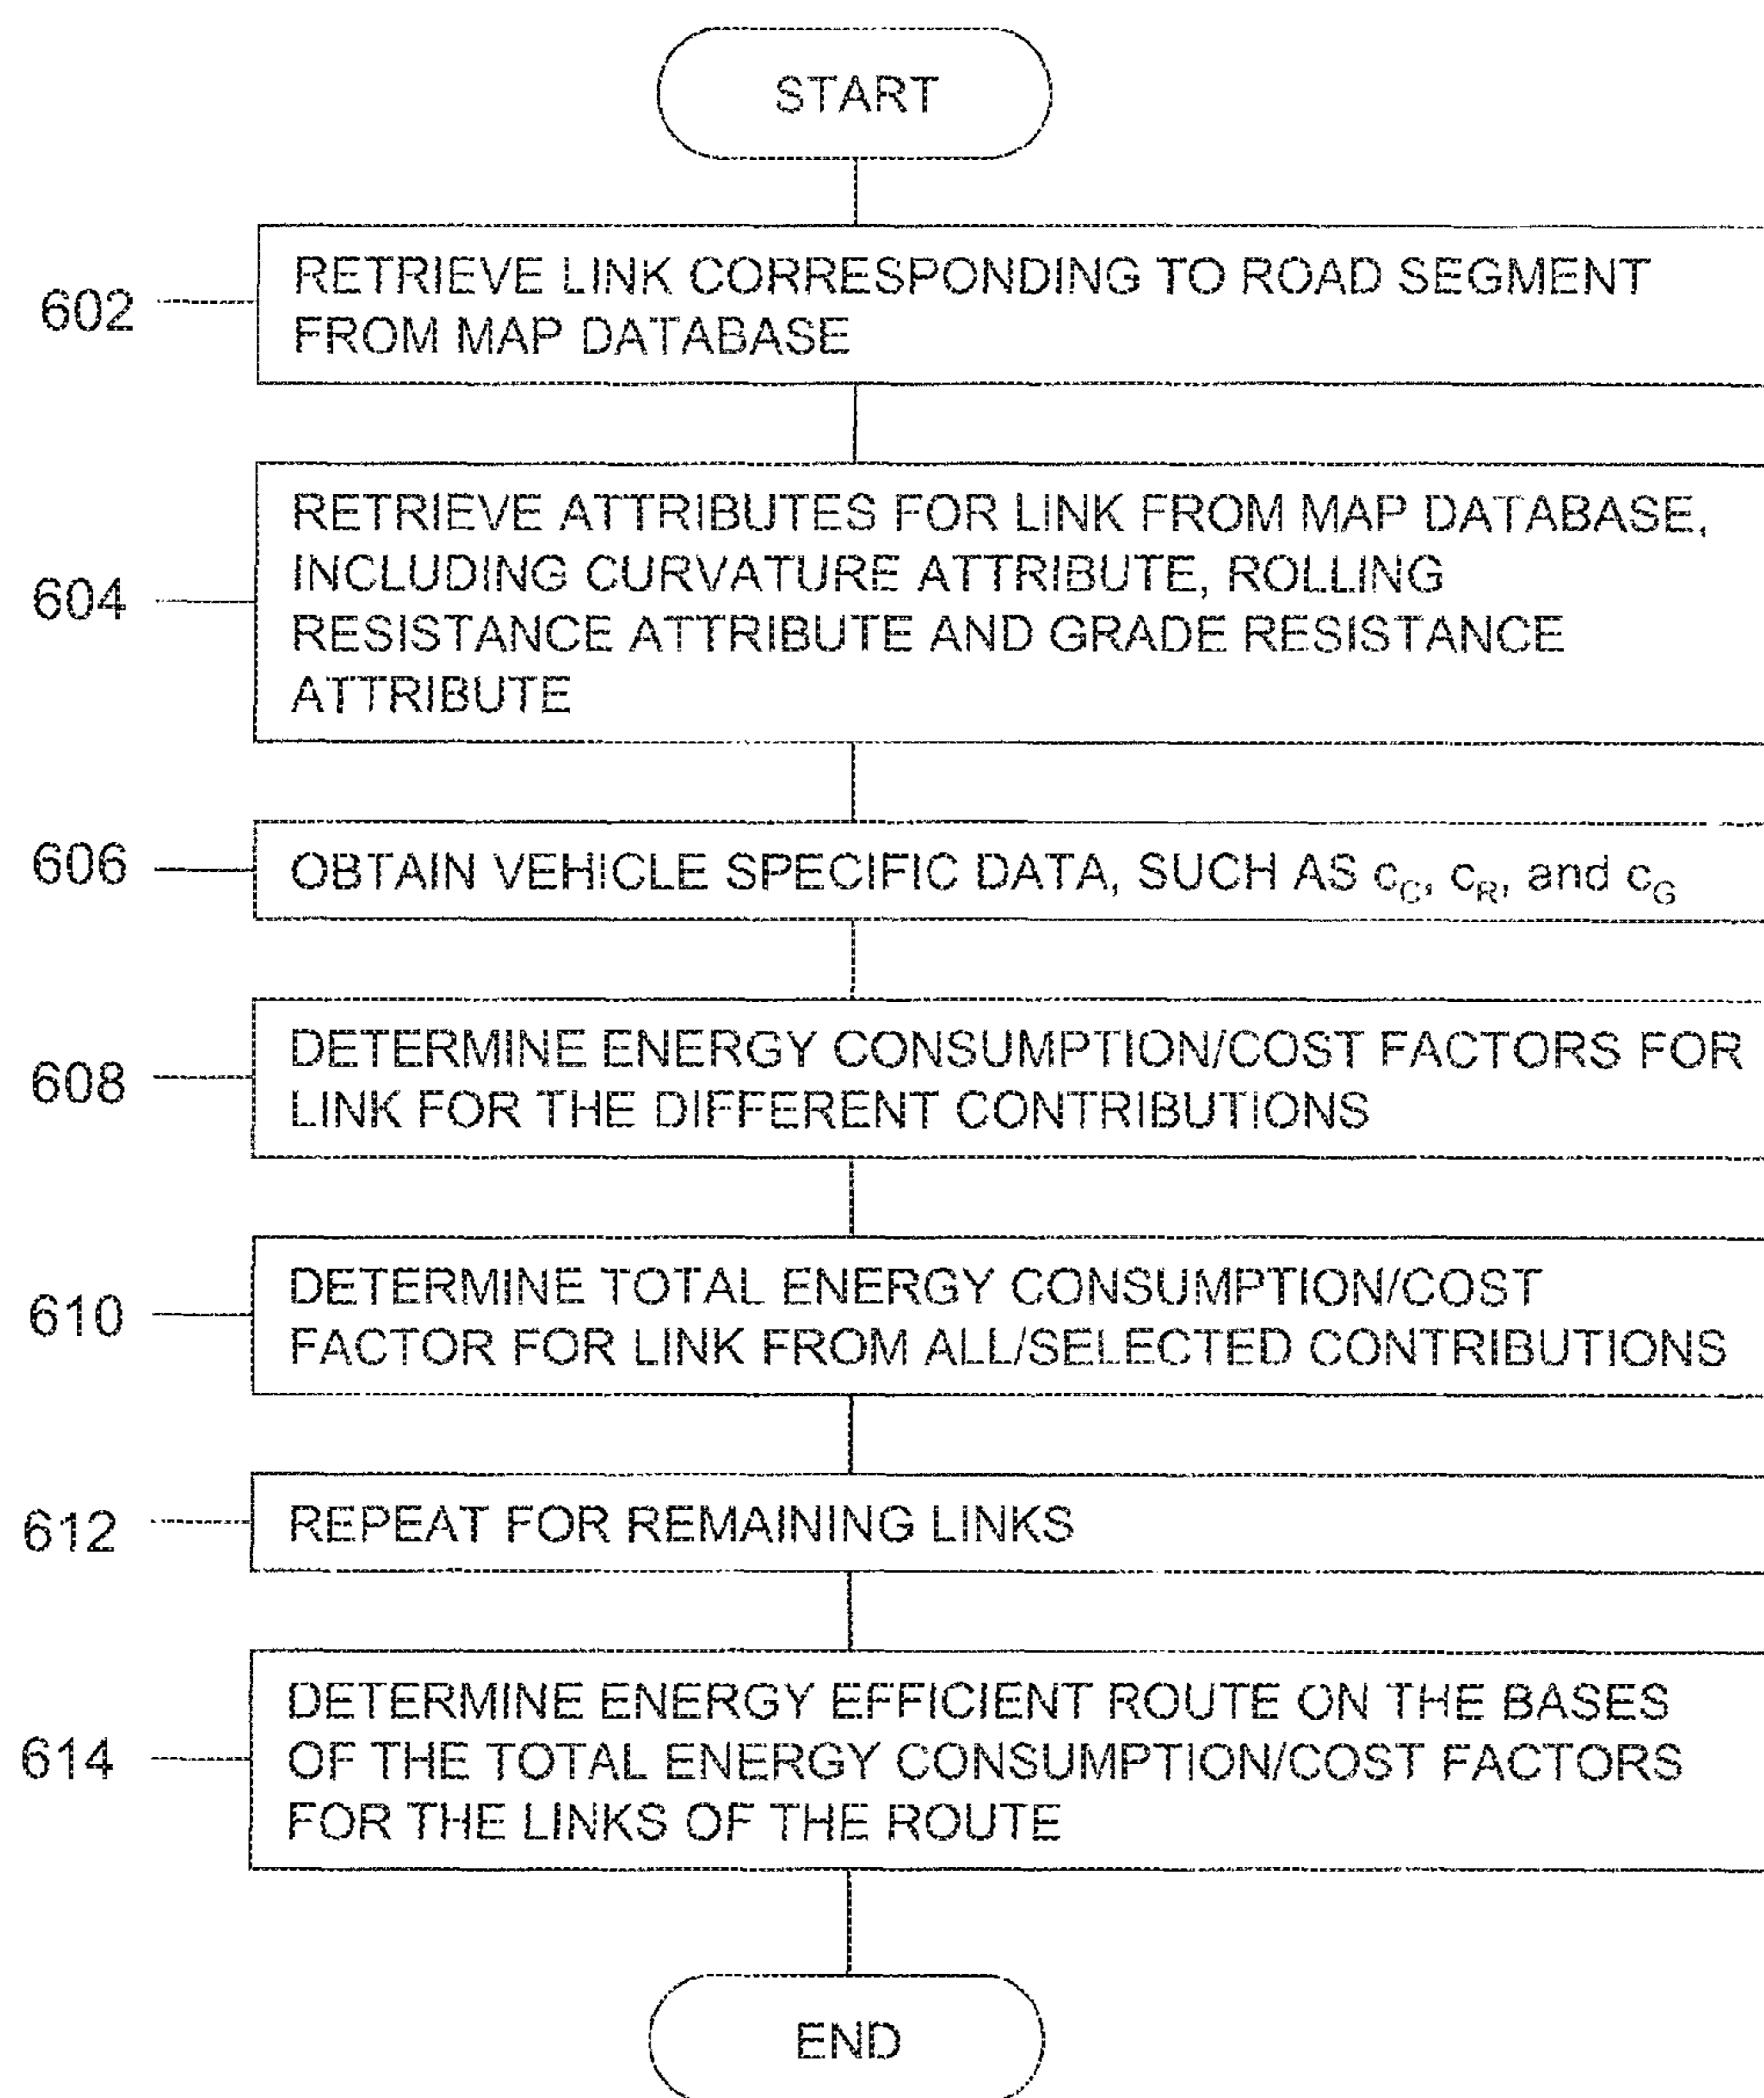 START
602
RETRIEVE LINK CORRESPONDING TO ROAD SEGMENT
FROM MAP DATABASE
604
RETRIEVE ATTRIBUTES FOR LINK FROM MAP DATABASE,
INCLUDING CURVATURE ATTRIBUTE, ROLLING
RESISTANCE ATTRIBUTE AND GRADE RESISTANCE
ATTRIBUTE
606
OBTAIN VEHICLE SPECIFIC DATA, SUCH AS c_C, c_R, and c_G
608
DETERMINE ENERGY CONSUMPTION/COST FACTORS FOR
LINK FOR THE DIFFERENT CONTRIBUTIONS
610
DETERMINE TOTAL ENERGY CONSUMPTION/COST
FACTOR FOR LINK FROM ALL/SELECTED CONTRIBUTIONS
612
REPEAT FOR REMAINING LINKS
614
DETERMINE ENERGY EFFICIENT ROUTE ON THE BASES
OF THE TOTAL ENERGY CONSUMPTION/COST FACTORS
FOR THE LINKS OF THE ROUTE
END